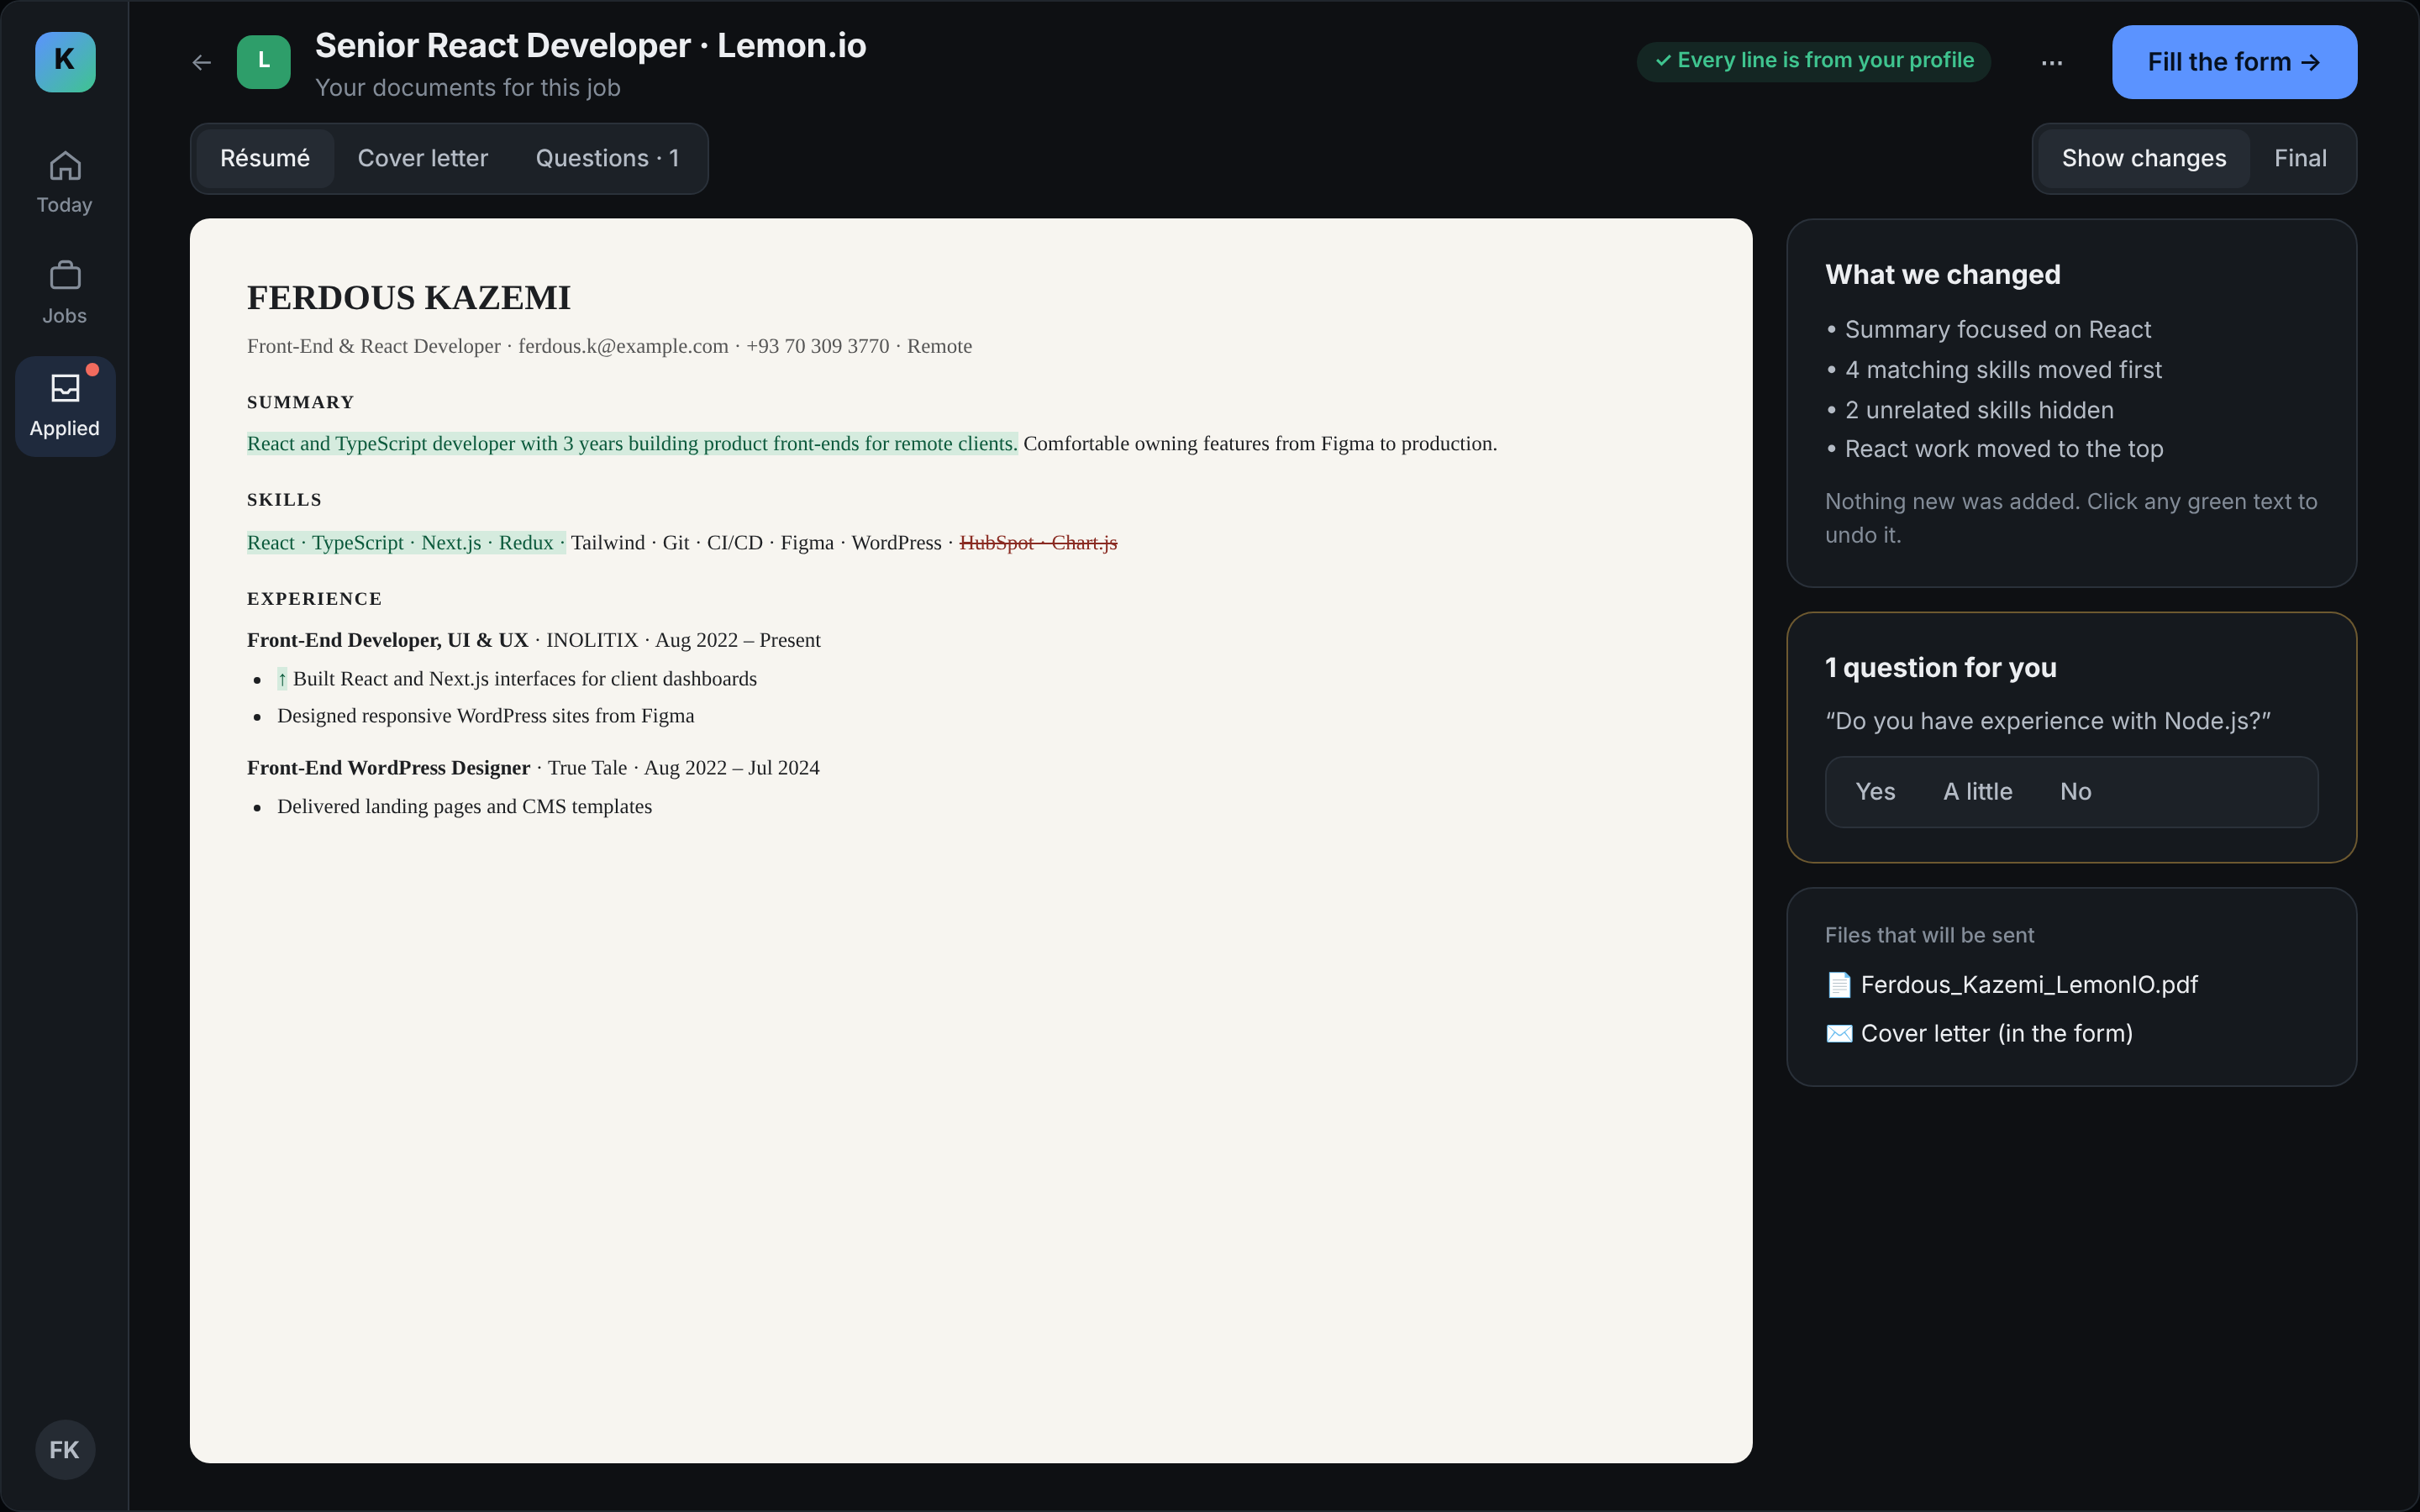 K
Today
Jobs
Applied
FK
←
L
Senior React Developer · Lemon.io
Your documents for this job
✓ Every line is from your profile
···
Fill the form →
Résumé
Cover letter
Questions · 1
Show changes
Final
FERDOUS KAZEMI
Front-End & React Developer · ferdous.k@example.com · +93 70 309 3770 · Remote
SUMMARY
React and TypeScript developer with 3 years building product front-ends for remote clients. Comfortable owning features from Figma to production.
SKILLS
React · TypeScript · Next.js · Redux · Tailwind · Git · CI/CD · Figma · WordPress · HubSpot · Chart.js
EXPERIENCE
Front-End Developer, UI & UX · INOLITIX · Aug 2022 – Present
• ↑ Built React and Next.js interfaces for client dashboards
• Designed responsive WordPress sites from Figma
Front-End WordPress Designer · True Tale · Aug 2022 – Jul 2024
• Delivered landing pages and CMS templates
What we changed
• Summary focused on React
• 4 matching skills moved first
• 2 unrelated skills hidden
• React work moved to the top
Nothing new was added. Click any green text to
undo it.
1 question for you
“Do you have experience with Node.js?”
Yes
A little
No
Files that will be sent
📄 Ferdous_Kazemi_LemonIO.pdf
✉️ Cover letter (in the form)